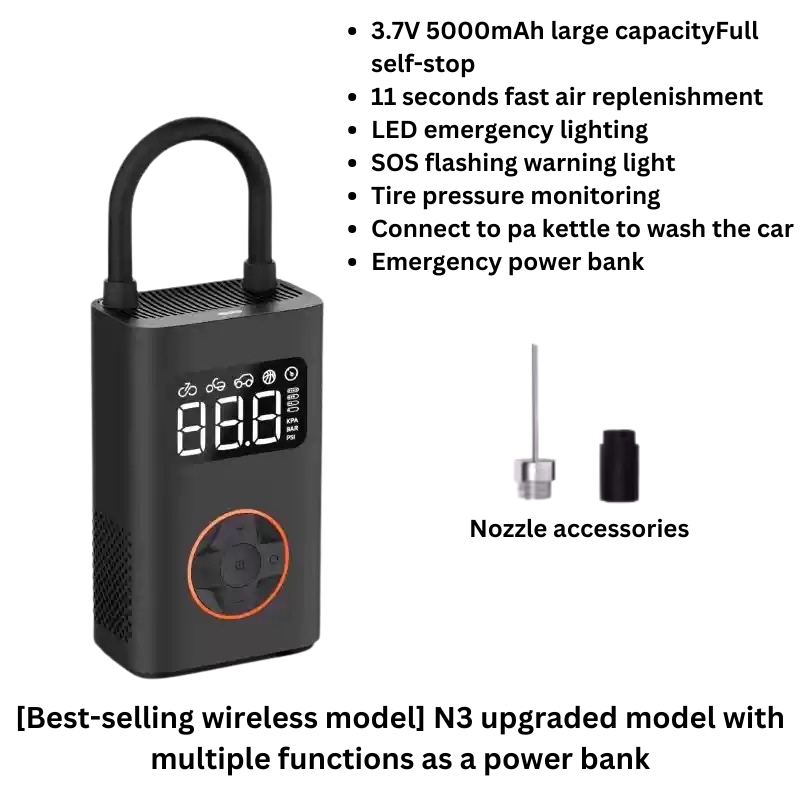 • 3.7V 5000mAh large capacityFull
self-stop
• 11 seconds fast air replenishment
• LED emergency lighting
• SOS flashing warning light
• Tire pressure monitoring
• Connect to pa kettle to wash the car
• Emergency power bank
88.8
KPA
BAR
PSI
Nozzle accessories
[Best-selling wireless model] N3 upgraded model with
multiple functions as a power bank